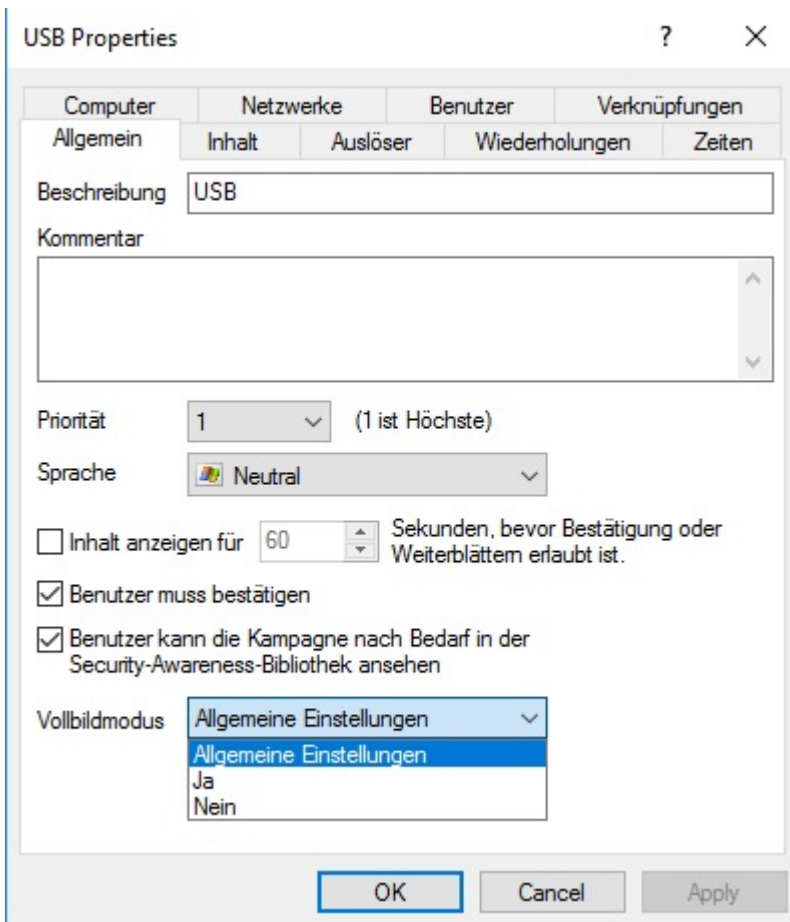 USB Properties ? ×
Computer Netzwerke Benutzer Verknüpfungen
Allgemein Inhalt Auslöser Wiederholungen Zeiten
Beschreibung USB
Kommentar
Priorität 1 (1 ist Höchste)
Sprache Neutral
Inhalt anzeigen für 60 Sekunden, bevor Bestätigung oder
Weiterblättern erlaubt ist.
Benutzer muss bestätigen
Benutzer kann die Kampagne nach Bedarf in der
Security-Awareness-Bibliothek ansehen
Vollbildmodus Allgemeine Einstellungen
Allgemeine Einstellungen
Ja
Nein
OK Cancel Apply